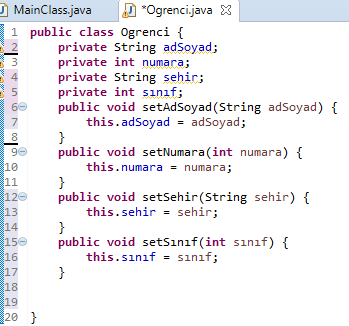 MainClass.java *Ogrenci.java
1 public class Ogrenci {
2 private String adSoyad;
3 private int numara;
4 private String sehir;
5 private int sınıf;
6 public void setAdSoyad(String adSoyad) {
7 this.adSoyad = adSoyad;
8 }
9 public void setNumara(int numara) {
10 this.numara = numara;
11 }
12 public void setSehir(String sehir) {
13 this.sehir = sehir;
14 }
15 public void setSınıf(int sınıf) {
16 this.sınıf = sınıf;
17 }
18
19
20 }